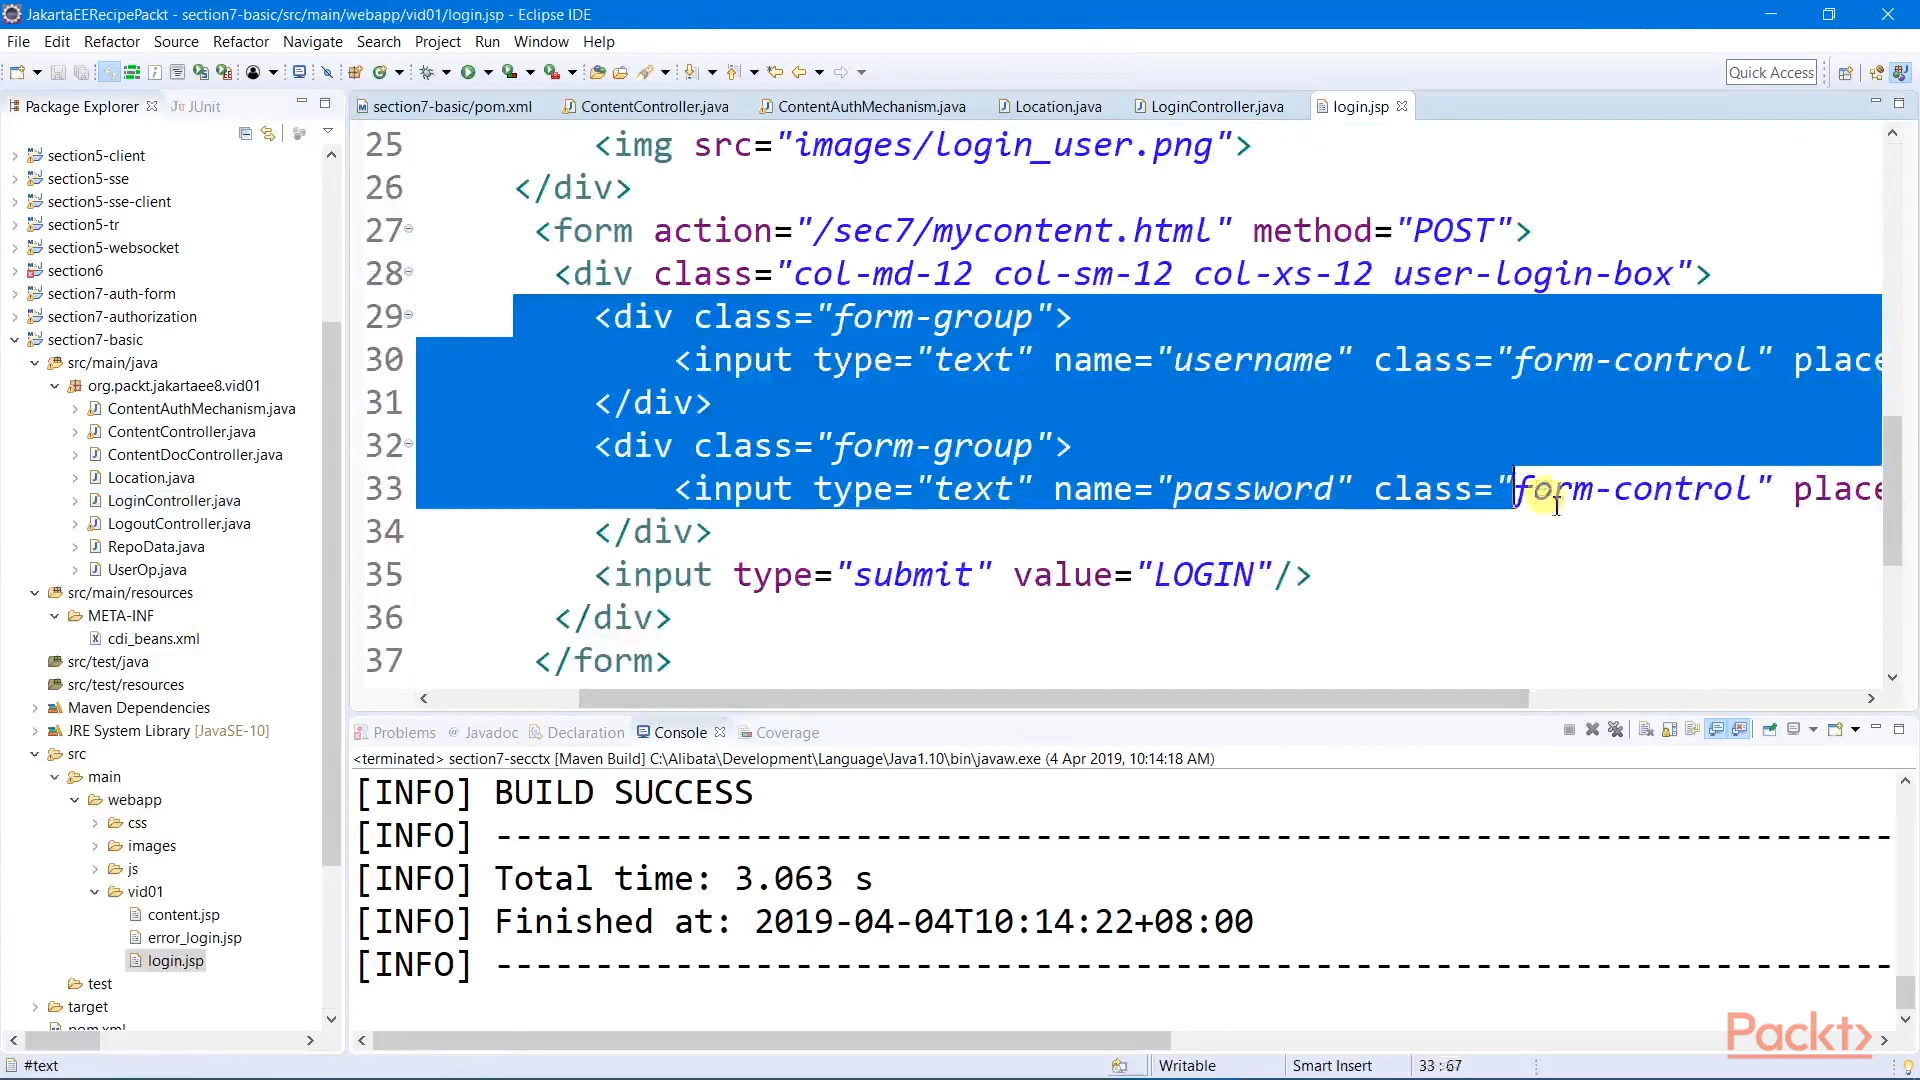 JakartaEERecipePackt - section7-basic/src/main/webapp/vid01/login.jsp - Eclipse IDE
File Edit Refactor Source Refactor Navigate Search Project Run Window Help
Quick Access
Package Explorer JUnit
section5-client
section5-sse
section5-sse-client
section5-tr
section5-websocket
section6
section7-auth-form
section7-authorization
section7-basic
src/main/java
org.packt.jakartaee8.vid01
ContentAuthMechanism.java
ContentController.java
ContentDocController.java
Location.java
LoginController.java
LogoutController.java
RepoData.java
UserOp.java
src/main/resources
META-INF
cdi_beans.xml
src/test/java
src/test/resources
Maven Dependencies
JRE System Library [JavaSE-10]
src
main
webapp
css
images
js
vid01
content.jsp
error_login.jsp
login.jsp
test
target
pom.xml
section7-basic/pom.xml ContentController.java ContentAuthMechanism.java Location.java LoginController.java login.jsp
25 <img src="images/login_user.png">
26 </div>
27 <form action="/sec7/mycontent.html" method="POST">
28 <div class="col-md-12 col-sm-12 col-xs-12 user-login-box">
29 <div class="form-group">
30 <input type="text" name="username" class="form-control" place
31 </div>
32 <div class="form-group">
33 <input type="text" name="password" class="form-control" place
34 </div>
35 <input type="submit" value="LOGIN"/>
36 </div>
37 </form>
Problems Javadoc Declaration Console Coverage
<terminated> section7-secctx [Maven Build] C:\Alibata\Development\Language\Java1.10\bin\javaw.exe (4 Apr 2019, 10:14:18 AM)
[INFO] BUILD SUCCESS
[INFO] ----------------------------------------------------------------------
[INFO] Total time: 3.063 s
[INFO] Finished at: 2019-04-04T10:14:22+08:00
[INFO] ----------------------------------------------------------------------
Packt>
#text Writable Smart Insert 33 : 67